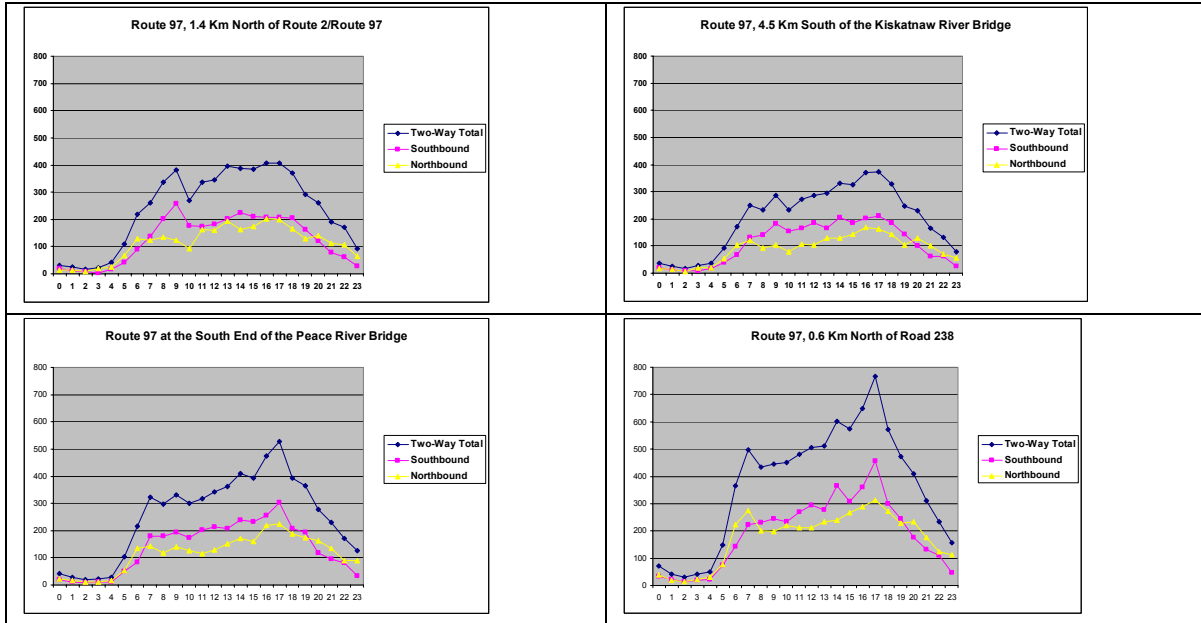 Route 97, 1.4 Km North of Route 2/Route 97
800
700
600
500
400
300
200
100
0
0 1 2 3 4 5 6 7 8 9 10 11 12 13 14 15 16 17 18 19 20 21 22 23
Two-Way Total
Southbound
Northbound
Route 97, 4.5 Km South of the Kiskatnaw River Bridge
800
700
600
500
400
300
200
100
0
0 1 2 3 4 5 6 7 8 9 10 11 12 13 14 15 16 17 18 19 20 21 22 23
Two-Way Total
Southbound
Northbound
Route 97 at the South End of the Peace River Bridge
800
700
600
500
400
300
200
100
0
0 1 2 3 4 5 6 7 8 9 10 11 12 13 14 15 16 17 18 19 20 21 22 23
Two-Way Total
Southbound
Northbound
Route 97, 0.6 Km North of Road 238
800
700
600
500
400
300
200
100
0
0 1 2 3 4 5 6 7 8 9 10 11 12 13 14 15 16 17 18 19 20 21 22 23
Two-Way Total
Southbound
Northbound